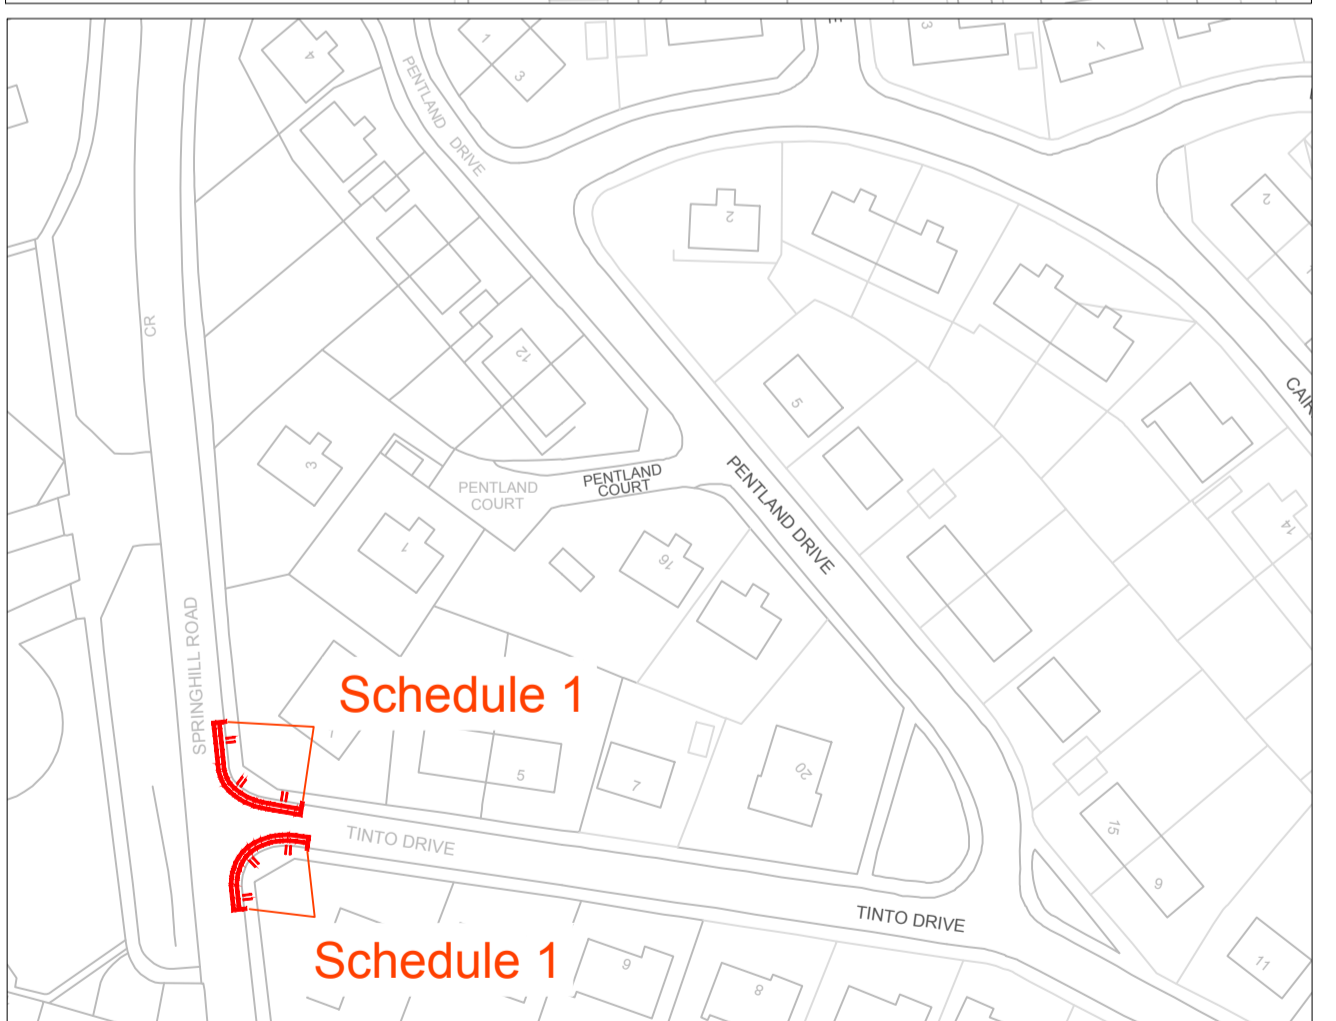 4
1
3
3
1
PENTLAND DRIVE
2
2
CR
12
5
CAIR
3
PENTLAND
COURT
PENTLAND
COURT
PENTLAND DRIVE
14
1
16
SPRINGHILL ROAD
Schedule 1
5
7
20
15
9
TINTO DRIVE
TINTO DRIVE
Schedule 1
9
8
11